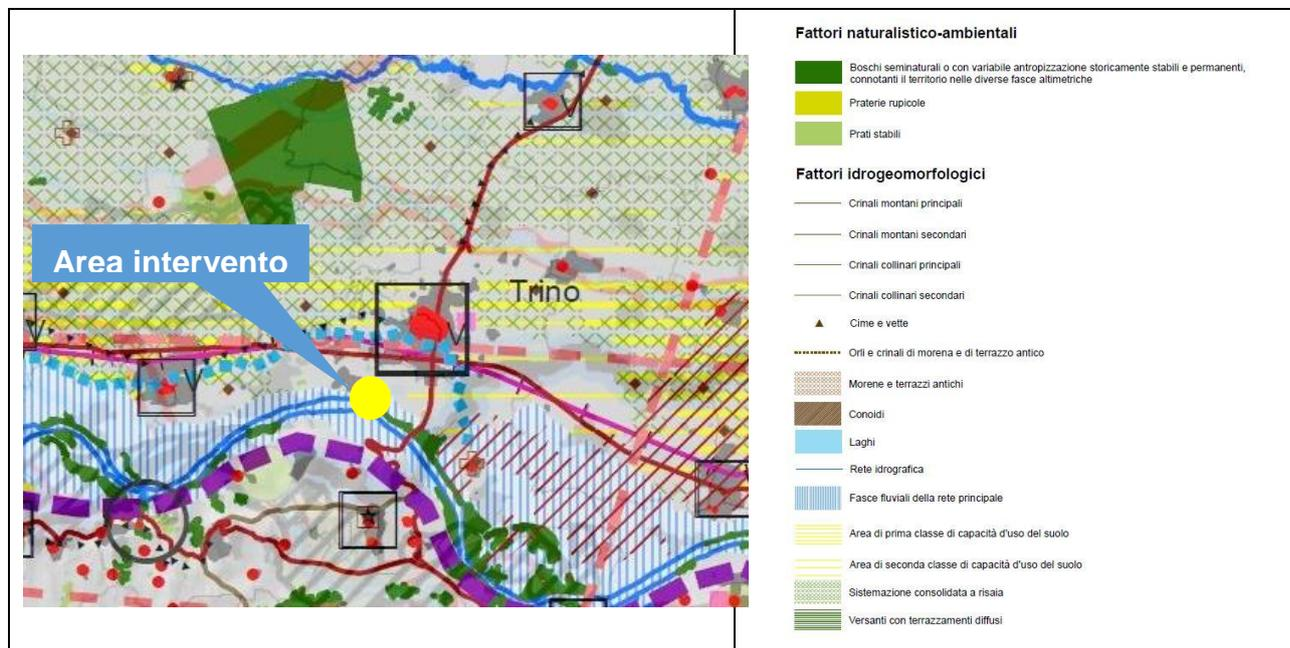 Area intervento
Trino
V
V
V
V
Fattori naturalistico-ambientali
Boschi seminaturali o con variabile antropizzazione storicamente stabili e permanenti,
connotanti il territorio nelle diverse fasce altimetriche
Praterie rupicole
Prati stabili
Fattori idrogeomorfologici
Crinali montani principali
Crinali montani secondari
Crinali collinari principali
Crinali collinari secondari
Cime e vette
Orli e crinali di morena e di terrazzo antico
Morene e terrazzi antichi
Conoidi
Laghi
Rete idrografica
Fasce fluviali della rete principale
Area di prima classe di capacità d'uso del suolo
Area di seconda classe di capacità d'uso del suolo
Sistemazione consolidata a risaia
Versanti con terrazzamenti diffusi